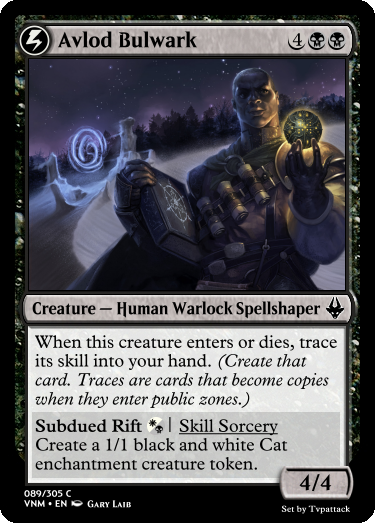 Avlod Bulwark 4
Creature — Human Warlock Spellshaper
When this creature enters or dies, trace
its skill into your hand. (Create that
card. Traces are cards that become copies
when they enter public zones.)
Subdued Rift | Skill Sorcery
Create a 1/1 black and white Cat
enchantment creature token.
4/4
089/305 C
VNM • EN Gary Laib
Set by Tvpattack